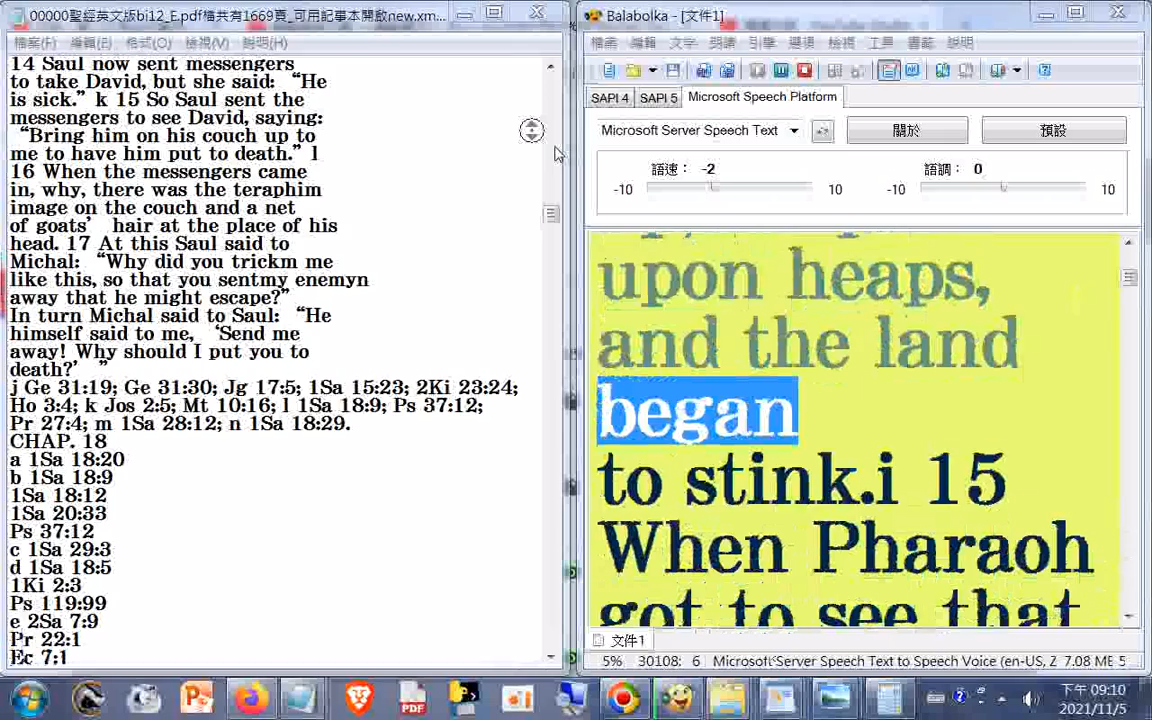 00000聖經英文版bi12_E.pdf檔共有1669頁_可用記事本開啟new.xm...
檔案(F) 編輯(E) 格式(O) 檢視(V) 說明(H)
14 Saul now sent messengers
to take David, but she said: “He
is sick.” k 15 So Saul sent the
messengers to see David, saying:
“Bring him on his couch up to
me to have him put to death.” l
16 When the messengers came
in, why, there was the teraphim
image on the couch and a net
of goats’ hair at the place of his
head. 17 At this Saul said to
Michal: “Why did you trickm me
like this, so that you sentmy enemyn
away that he might escape?”
In turn Michal said to Saul: “He
himself said to me, ‘Send me
away! Why should I put you to
death?’ ”
j Ge 31:19; Ge 31:30; Jg 17:5; 1Sa 15:23; 2Ki 23:24;
Ho 3:4; k Jos 2:5; Mt 10:16; l 1Sa 18:9; Ps 37:12;
Pr 27:4; m 1Sa 28:12; n 1Sa 18:29.
CHAP. 18
a 1Sa 18:20
b 1Sa 18:9
1Sa 18:12
1Sa 20:33
Ps 37:12
c 1Sa 29:3
d 1Sa 18:5
1Ki 2:3
Ps 119:99
e 2Sa 7:9
Pr 22:1
Ec 7:1
Balabolka - [文件1]
檔案 編輯 文字 朗讀 引擎 選項 檢視 工具 書籤 說明
SAPI 4 SAPI 5 Microsoft Speech Platform
Microsoft Server Speech Text 關於 預設
語速: -2 語調: 0
-10 10 -10 10
upon heaps,
and the land
began
to stink.i 15
When Pharaoh
got to see that
文件1
5% 30108: 6 Microsoft Server Speech Text to Speech Voice (en-US, Z 7.08 ME 5
PDF
下午 09:10
2021/11/5